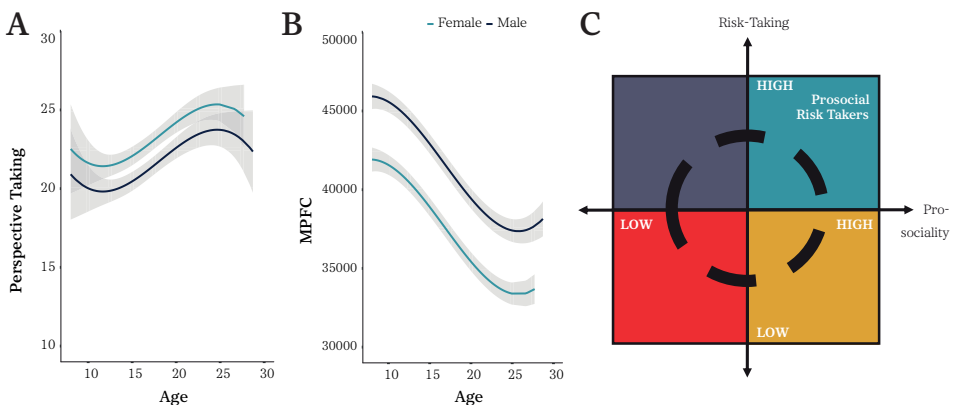 A
30
25
20
15
10
Perspective Taking
10
15
20
25
30
Age
B
Female
Male
50000
45000
40000
35000
30000
MPFC
10
15
20
25
30
Age
C
Risk-Taking
HIGH
Prosocial
Risk Takers
LOW
HIGH
Pro-
sociality
LOW